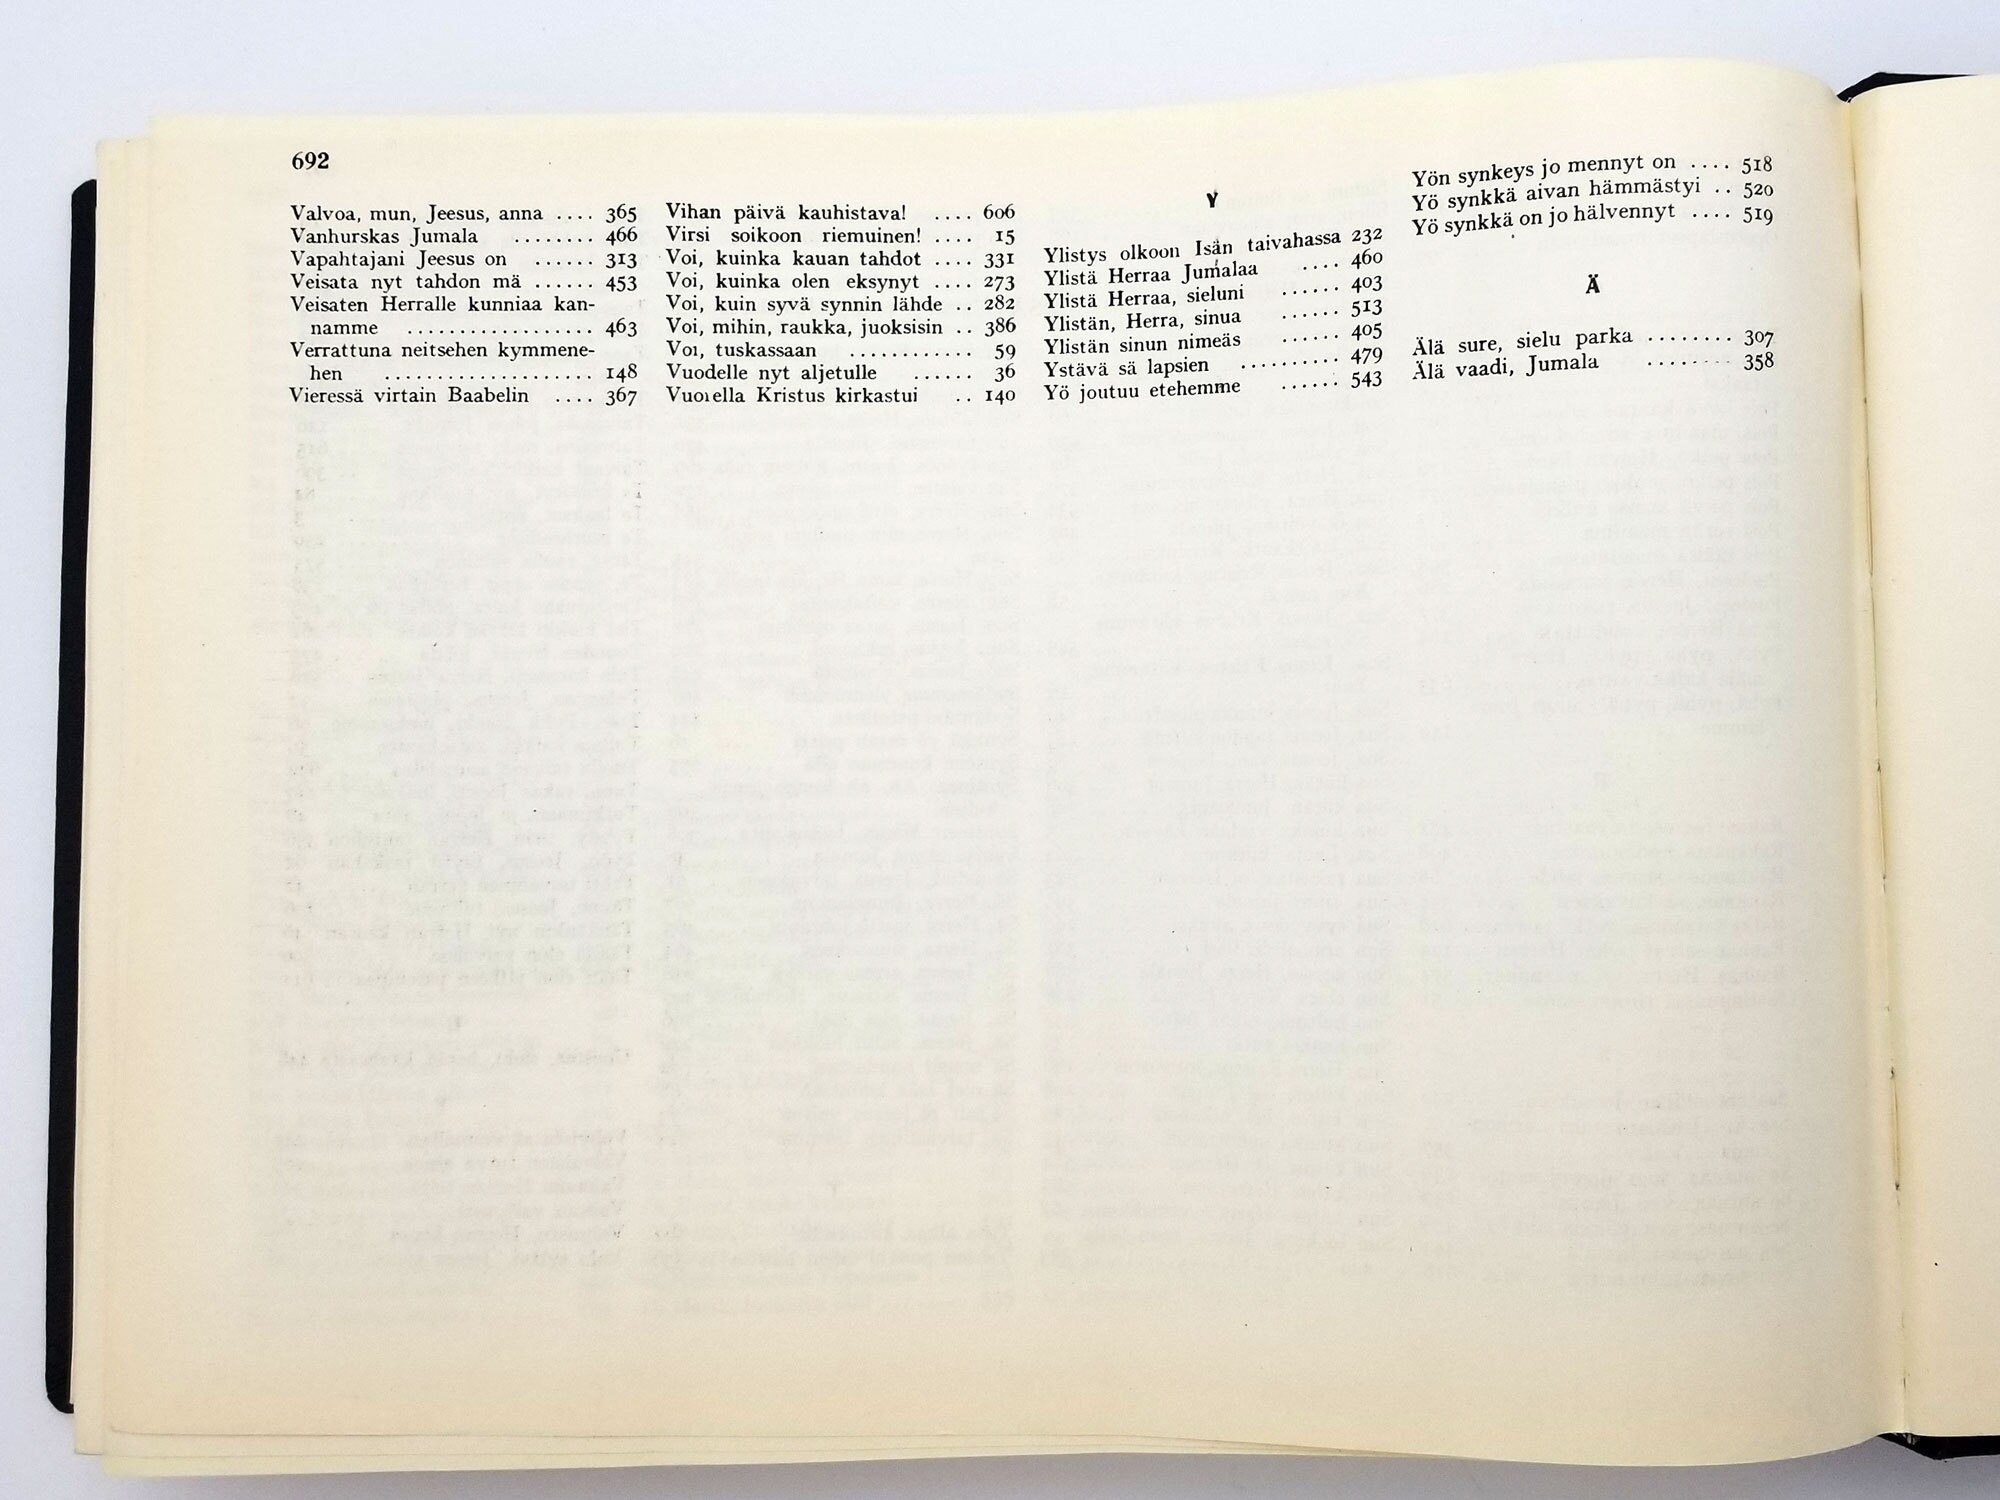 692
Valvoa, mun, Jeesus, anna .... 365
Vanhurskas Jumala ........ 466
Vapahtajani Jeesus on ...... 313
Veisata nyt tahdon mä ...... 453
Veisaten Herralle kunniaa kan-
namme .................. 463
Verrattuna neitsehen kymmene-
hen .................... 148
Vieressä virtain Baabelin .... 367
Vihan päivä kauhistava! .... 606
Virsi soikoon riemuinen! .... 15
Voi, kuinka kauan tahdot .... 331
Voi, kuinka olen eksynyt .... 273
Voi, kuin syvä synnin lähde .. 282
Voi, mihin, raukka, juoksisin .. 386
Voi, tuskassaan ............ 59
Vuodelle nyt aljetulle ...... 36
Vuorella Kristus kirkastui .. 140
Y
Ylistys olkoon Isän taivahassa 232
Ylistä Herraa Jumalaa .... 460
Ylistä Herraa, sieluni ...... 403
Ylistän, Herra, sinua ...... 513
Ylistän sinun nimeäs ...... 405
Ystävä sä lapsien .......... 479
Yö joutuu etehemme ...... 543
Yön synkeys jo mennyt on .... 518
Yö synkkä aivan hämmästyi .. 520
Yö synkkä on jo hälvennyt .... 519
Ä
Älä sure, sielu parka ........ 307
Älä vaadi, Jumala ........ 358